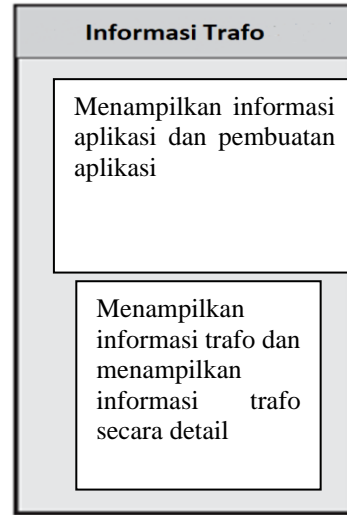 Informasi Trafo
Menampilkan informasi
aplikasi dan pembuatan
aplikasi
Menampilkan
informasi trafo dan
menampilkan
informasi trafo
secara detail